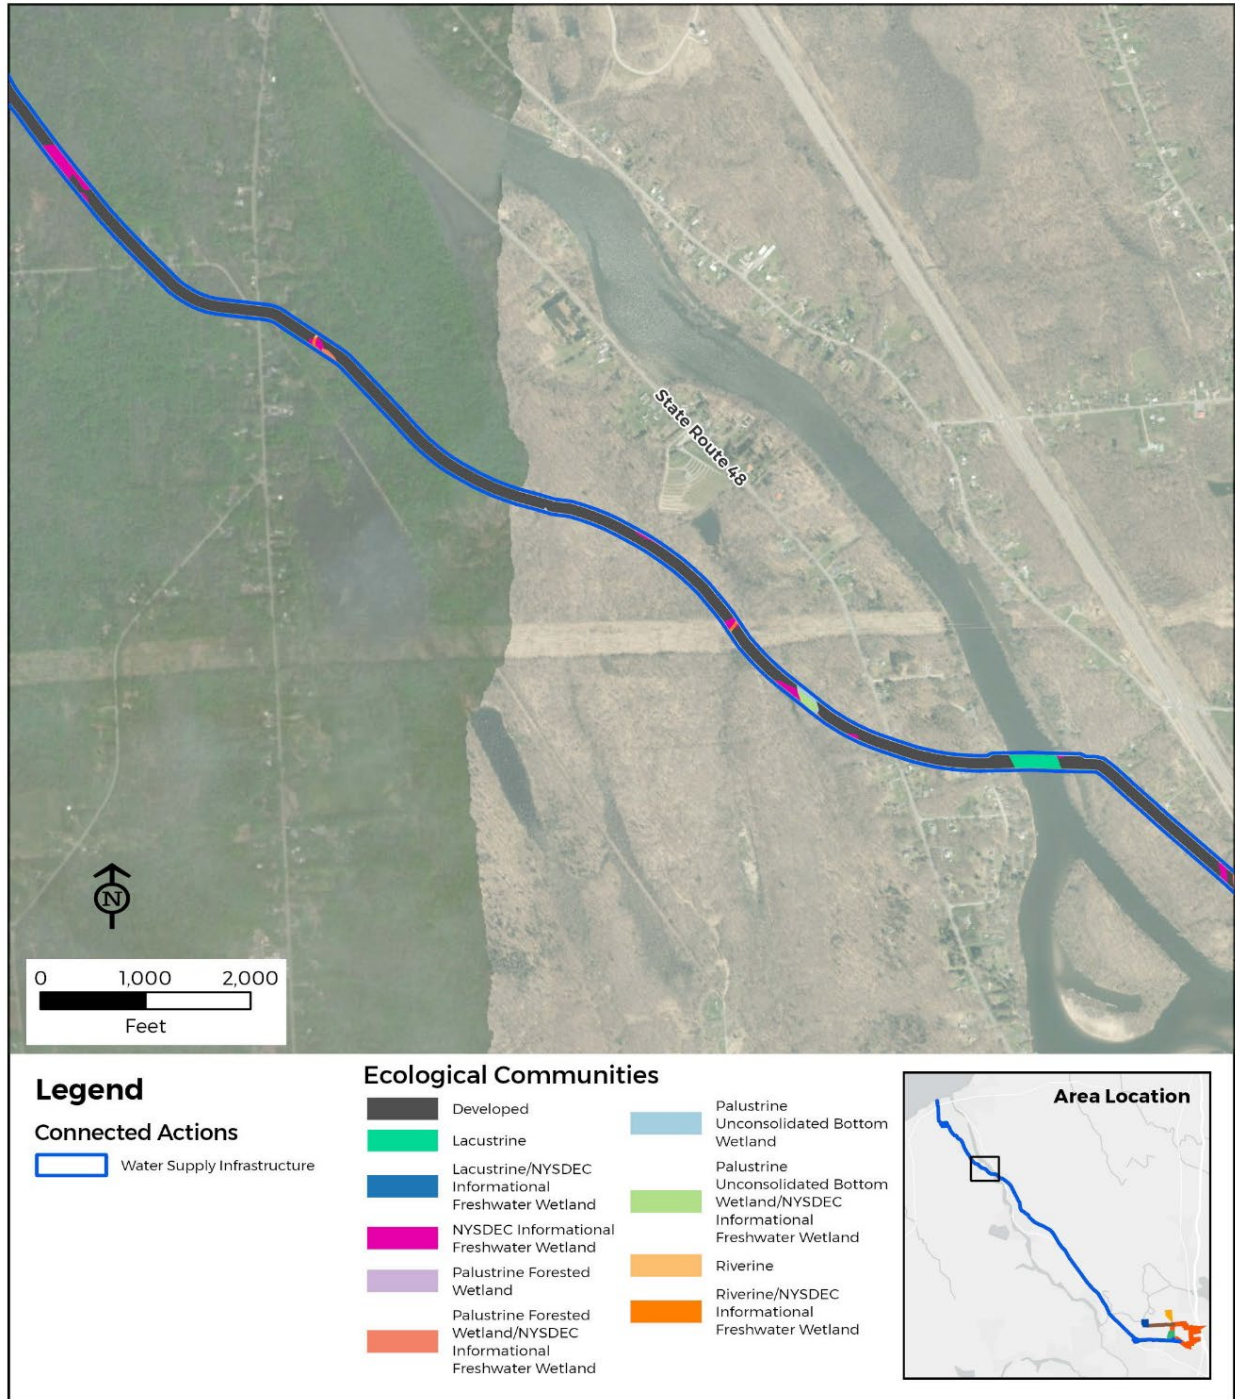 State Route 48
N
0 1,000 2,000
Feet
Legend
Connected Actions
Water Supply Infrastructure
Ecological Communities
Developed
Lacustrine
Lacustrine/NYSDEC
Informational
Freshwater Wetland
NYSDEC Informational
Freshwater Wetland
Palustrine Forested
Wetland
Palustrine Forested
Wetland/NYSDEC
Informational
Freshwater Wetland
Palustrine
Unconsolidated Bottom
Wetland
Palustrine
Unconsolidated Bottom
Wetland/NYSDEC
Informational
Freshwater Wetland
Riverine
Riverine/NYSDEC
Informational
Freshwater Wetland
Area Location